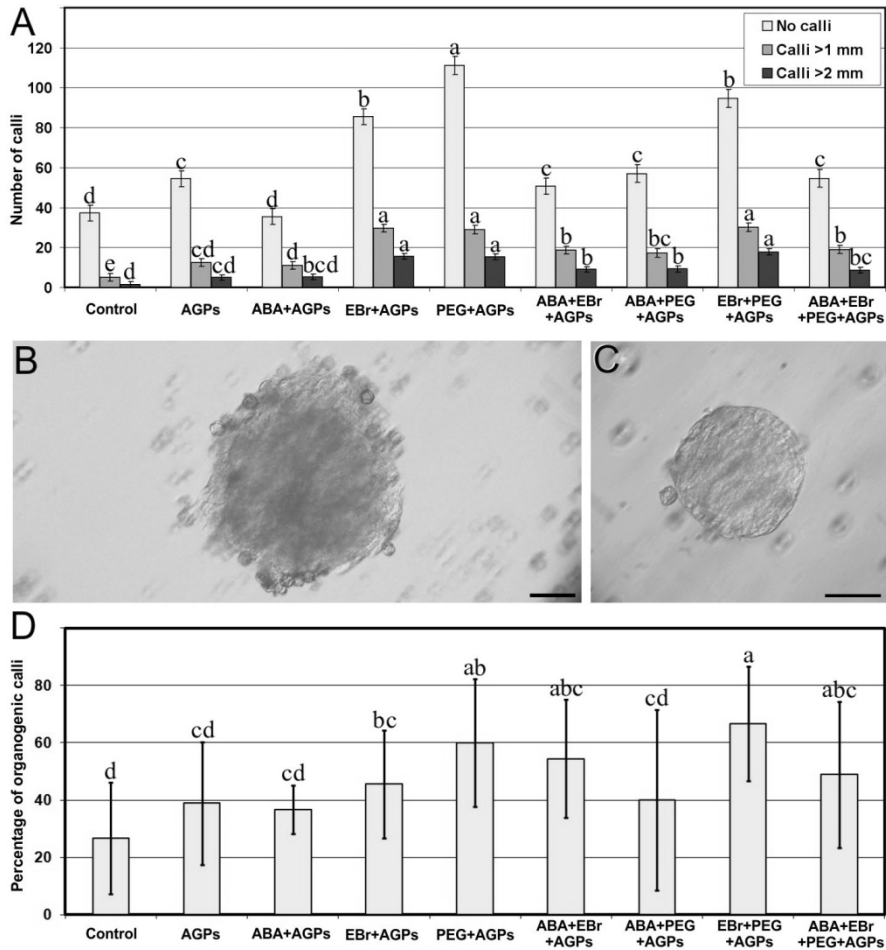 A
No calli
Calli >1 mm
Calli >2 mm
Number of calli
120
100
80
60
40
20
0
d
e
d
c
cd
cd
d
d
bcd
b
a
a
a
a
a
c
b
b
c
bc
b
b
a
a
c
b
bc
Control
AGPs
ABA+AGPs
EBr+AGPs
PEG+AGPs
ABA+EBr
+AGPs
ABA+PEG
+AGPs
EBr+PEG
+AGPs
ABA+EBr
+PEG+AGPs
B
C
D
Percentage of organogenic calli
80
60
40
20
0
d
cd
cd
bc
ab
abc
cd
a
abc
Control
AGPs
ABA+AGPs
EBr+AGPs
PEG+AGPs
ABA+EBr
+AGPs
ABA+PEG
+AGPs
EBr+PEG
+AGPs
ABA+EBr
+PEG+AGPs